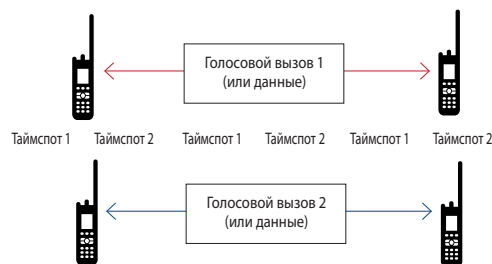 Голосовой вызов 1
(или данные)
Таймспот 1 Таймспот 2 Таймспот 1 Таймспот 2 Таймспот 1 Таймспот 2
Голосовой вызов 2
(или данные)